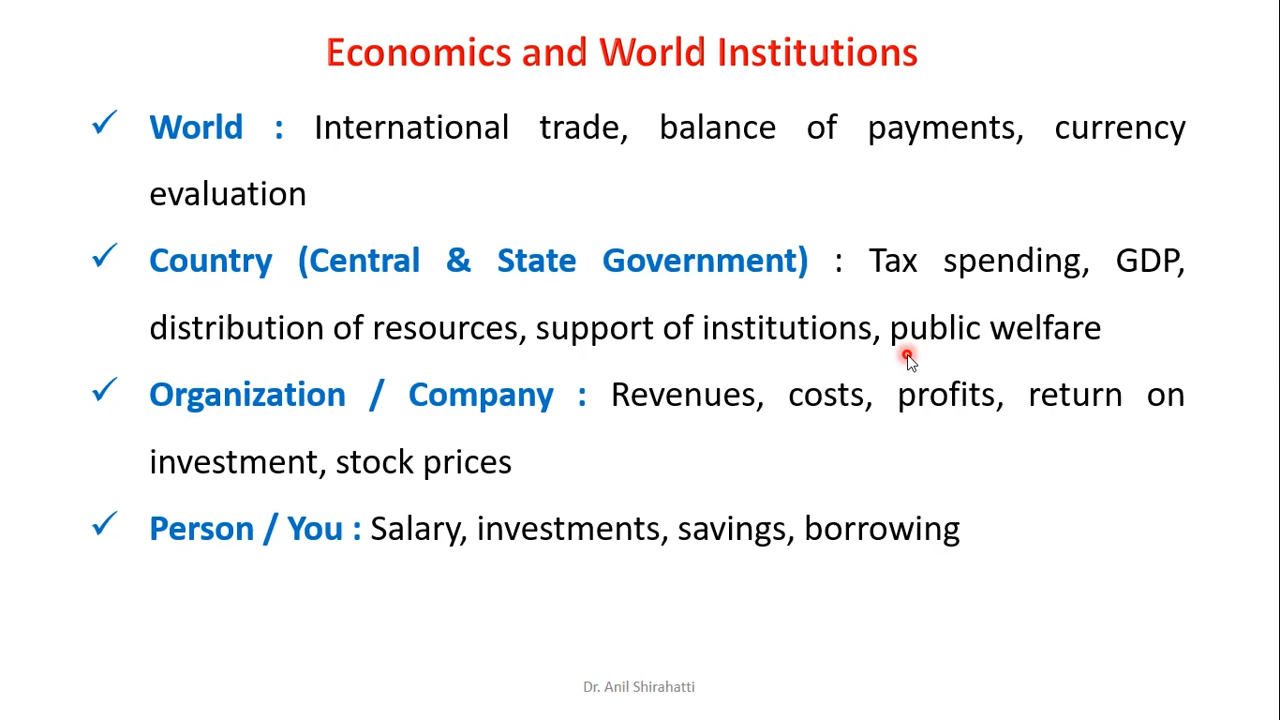 Economics and World Institutions
✓ World : International trade, balance of payments, currency
evaluation
✓ Country (Central & State Government) : Tax spending, GDP,
distribution of resources, support of institutions, public welfare
✓ Organization / Company : Revenues, costs, profits, return on
investment, stock prices
✓ Person / You : Salary, investments, savings, borrowing
Dr. Anil Shirahatti